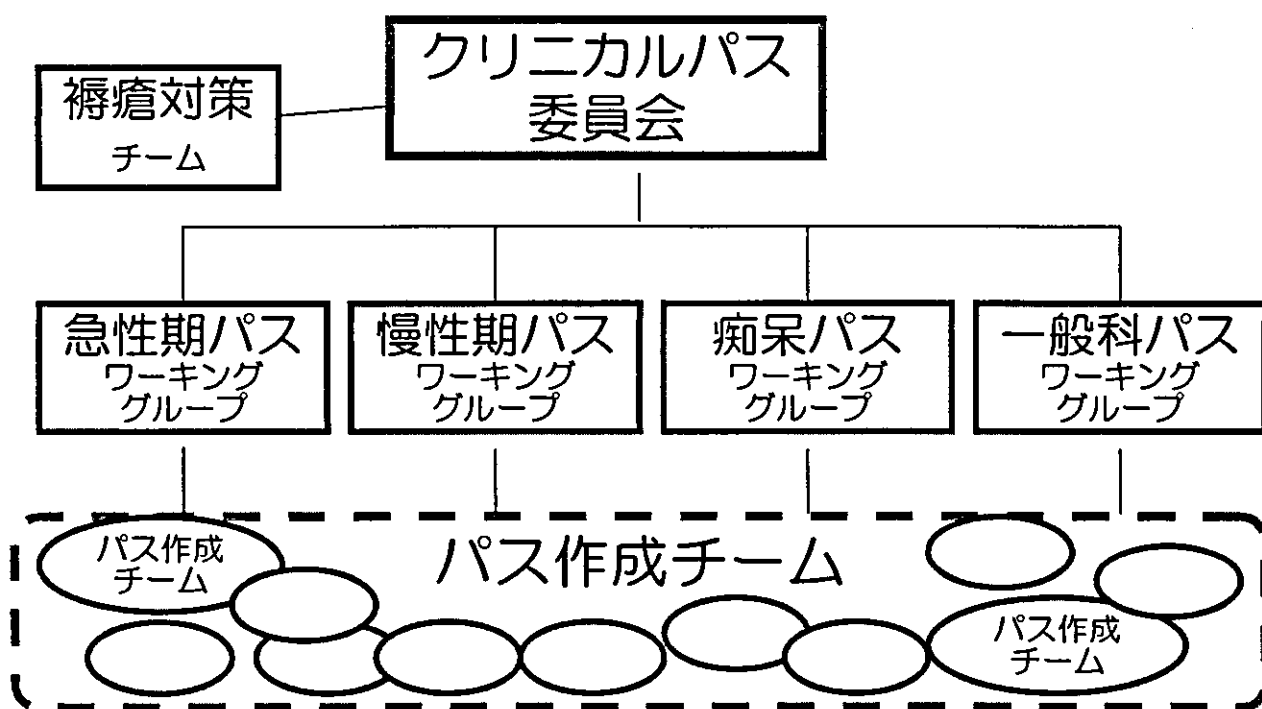 クリニカルパス
委員会
褥瘡対策
チーム
急性期パス
ワーキング
グループ
慢性期パス
ワーキング
グループ
痴呆パス
ワーキング
グループ
一般科パス
ワーキング
グループ
パス作成チーム
パス作成
チーム
パス作成
チーム